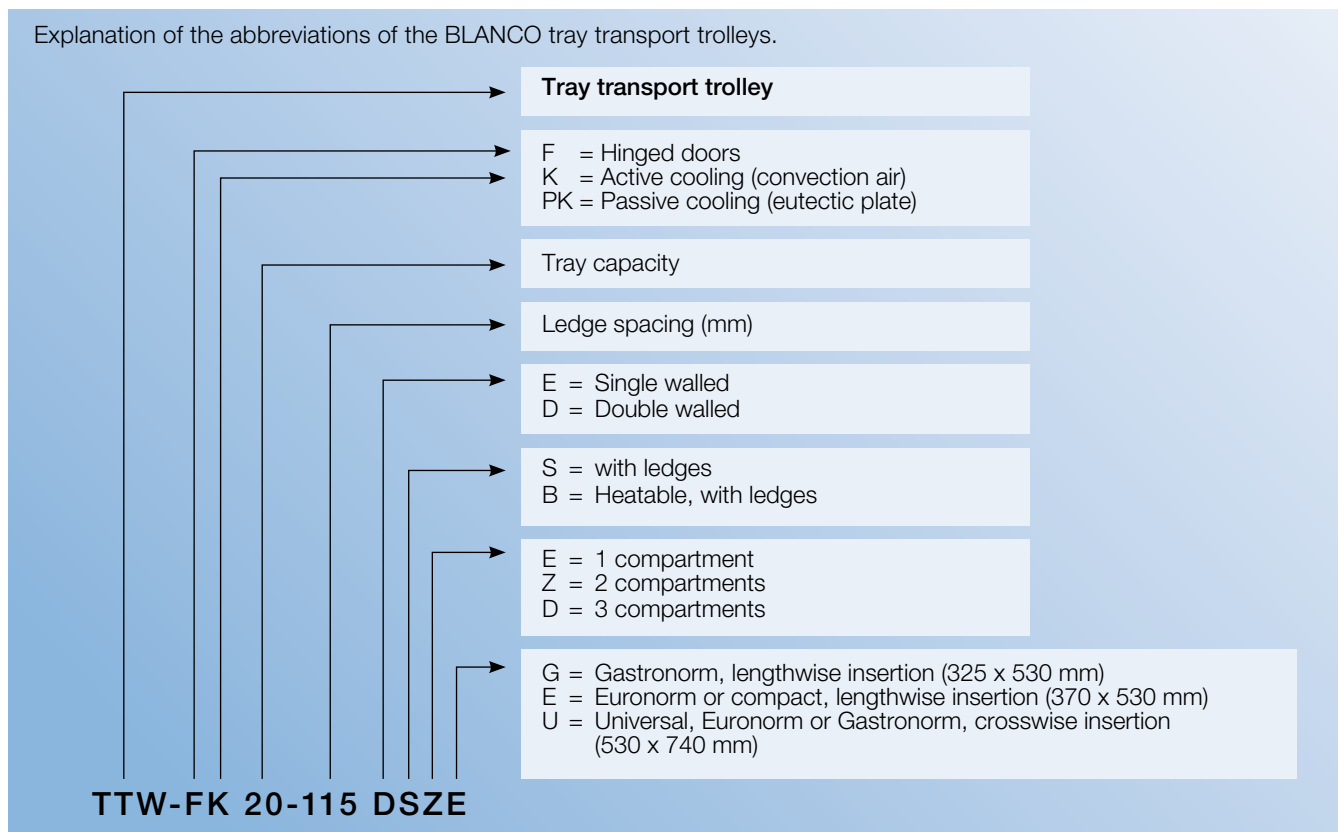 Explanation of the abbreviations of the BLANCO tray transport trolleys.
Tray transport trolley
F = Hinged doors
K = Active cooling (convection air)
PK = Passive cooling (eutectic plate)
Tray capacity
Ledge spacing (mm)
E = Single walled
D = Double walled
S = with ledges
B = Heatable, with ledges
E = 1 compartment
Z = 2 compartments
D = 3 compartments
G = Gastronorm, lengthwise insertion (325 x 530 mm)
E = Euronorm or compact, lengthwise insertion (370 x 530 mm)
U = Universal, Euronorm or Gastronorm, crosswise insertion
(530 x 740 mm)
TTW-FK 20-115 DSZE